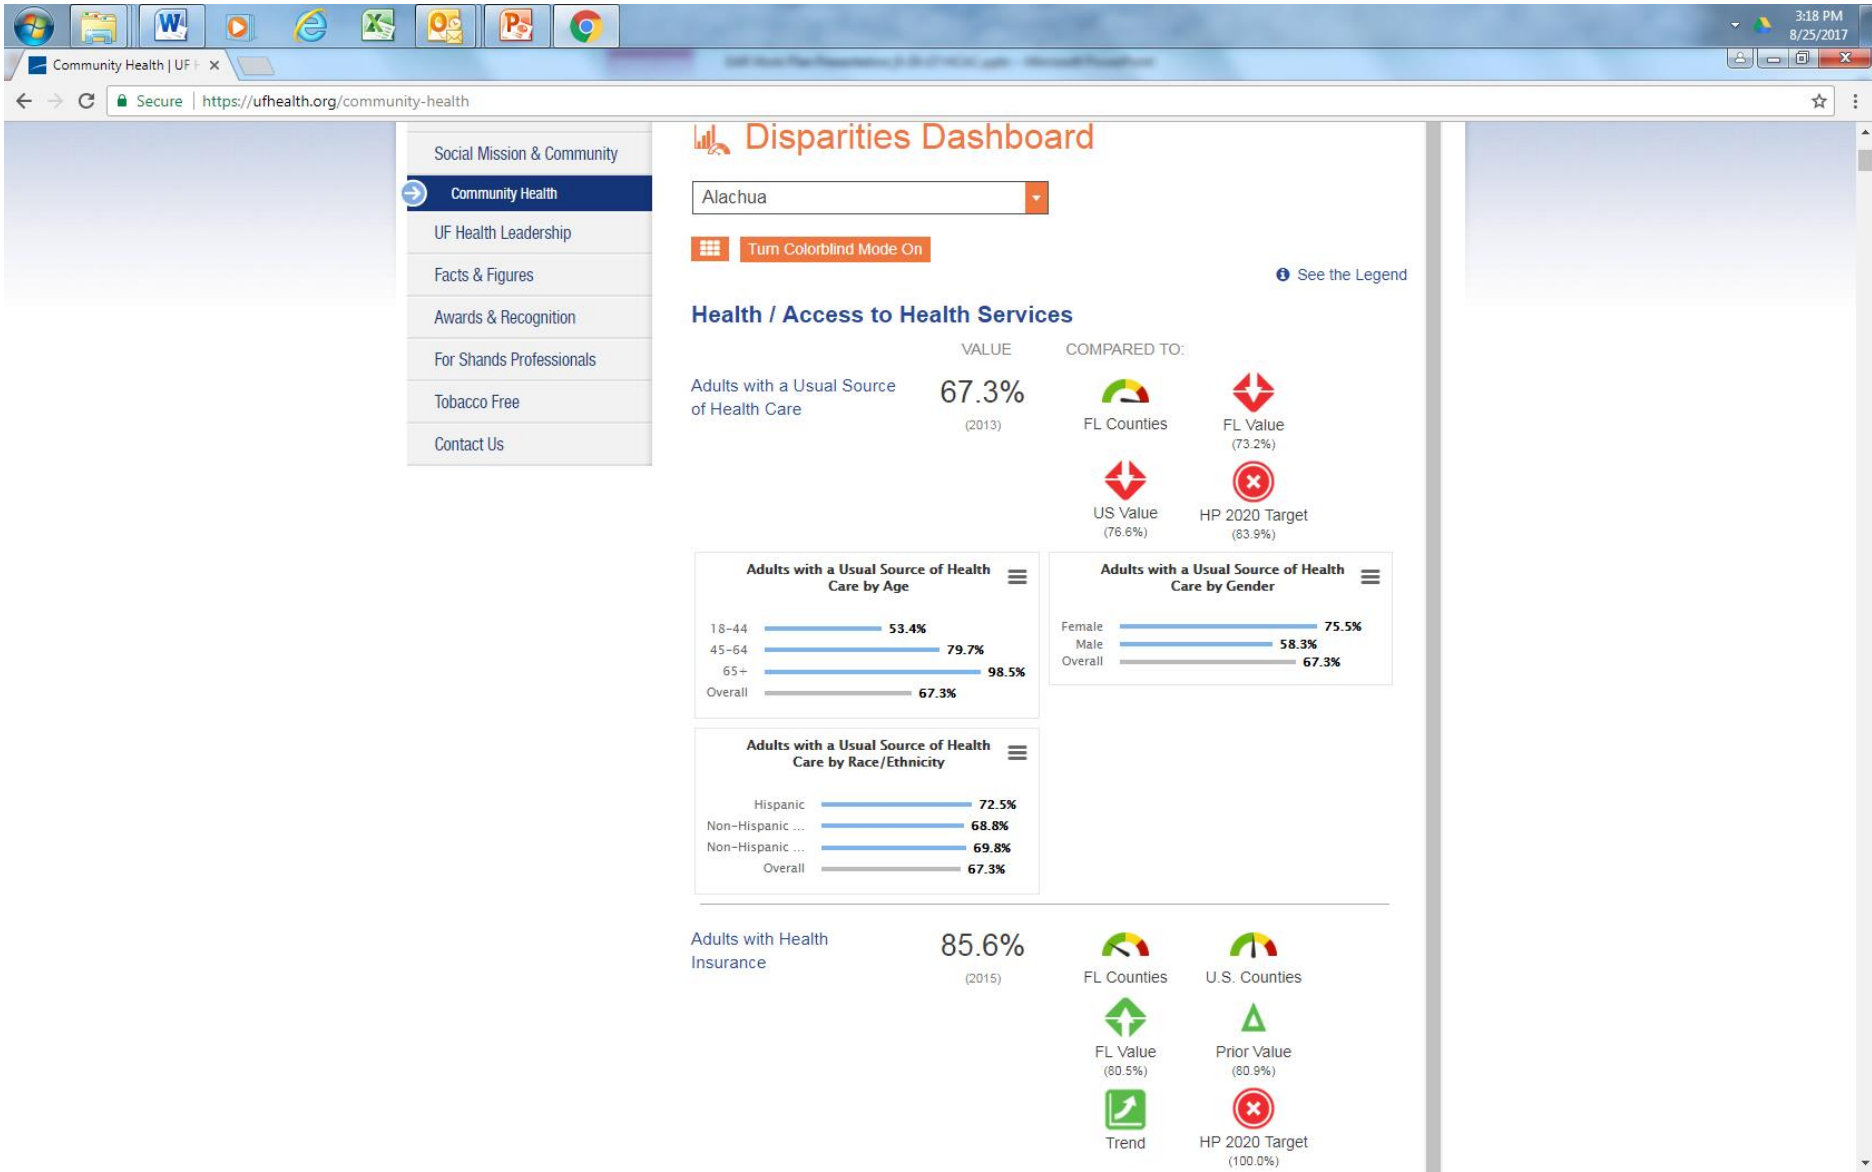 3:18 PM
8/25/2017
Community Health | UF H
Secure | https://ufhealth.org/community-health
Social Mission & Community
Community Health
UF Health Leadership
Facts & Figures
Awards & Recognition
For Shands Professionals
Tobacco Free
Contact Us
Disparities Dashboard
Alachua
Turn Colorblind Mode On
See the Legend
Health / Access to Health Services
VALUE COMPARED TO:
Adults with a Usual Source
of Health Care
67.3%
(2013)
FL Counties
FL Value
(73.2%)
US Value
(76.6%)
HP 2020 Target
(83.9%)
Adults with a Usual Source of Health
Care by Age
18-44 53.4%
45-64 79.7%
65+ 98.5%
Overall 67.3%
Adults with a Usual Source of Health
Care by Gender
Female 75.5%
Male 58.3%
Overall 67.3%
Adults with a Usual Source of Health
Care by Race/Ethnicity
Hispanic 72.5%
Non-Hispanic ... 68.8%
Non-Hispanic ... 69.8%
Overall 67.3%
Adults with Health
Insurance
85.6%
(2015)
FL Counties
U.S. Counties
FL Value
(80.5%)
Prior Value
(80.9%)
Trend
HP 2020 Target
(100.0%)